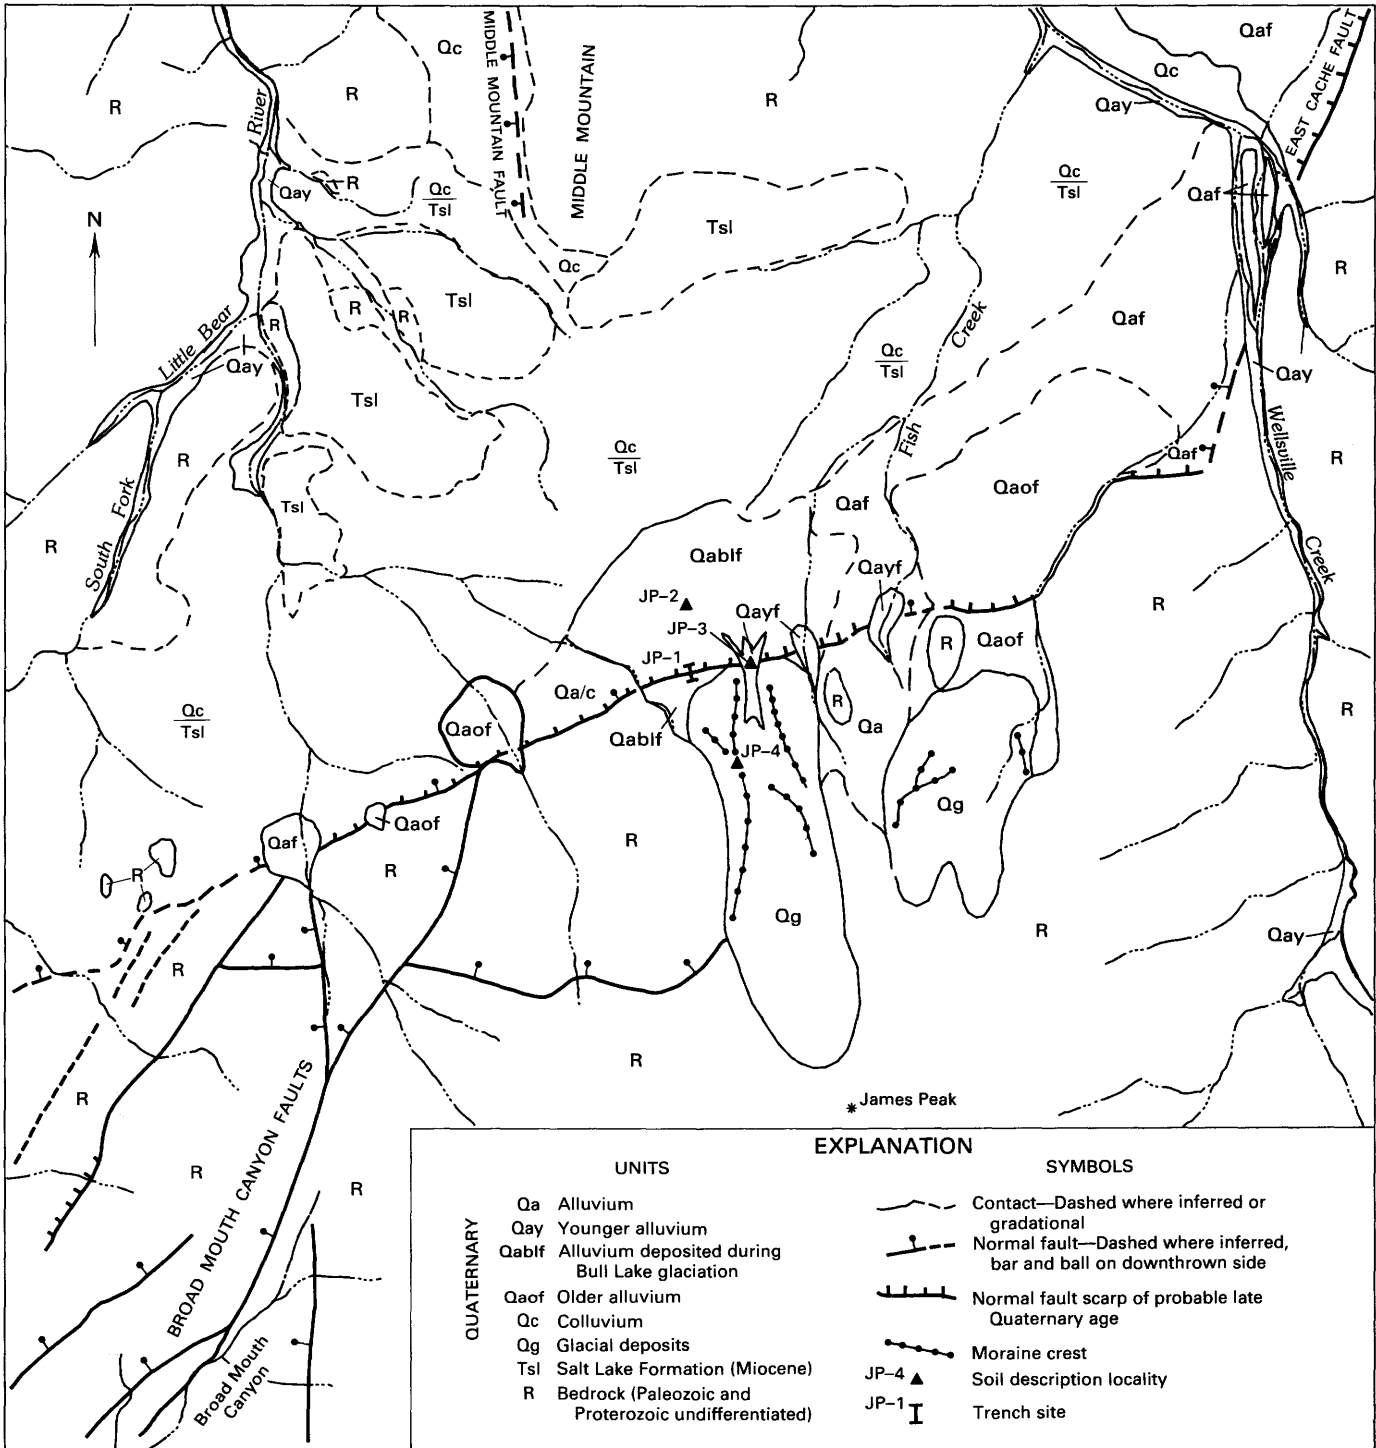 Qc
MIDDLE MOUNTAIN FAULT
MIDDLE MOUNTAIN
Qaf
Qc
EAST CACHE FAULT
R
R
R
Qay
River
Qay
R
Qc
Tsl
Qc
Tsl
Qaf
N
Tsl
Qc
R
Tsl
R
R
R
Creek
Qaf
Little Bear
Qay
Qc
Tsl
Qay
Tsl
Wellsville
Fish
R
Qc
Tsl
Qaf
R
Qaof
Qaf
Tsl
South Fork
R
Qablf
Creek
Qayf
JP-2
Qayf
R
JP-3
R
Qaof
JP-1
Qa/c
R
Qc
Tsl
Qaof
Qablf
Qa
R
JP-4
Qg
Qaof
Qaf
R
R
R
Qg
R
Qay
R
R
R
James Peak
BROAD MOUTH CANYON FAULTS
R
R
Broad Mouth
Canyon
EXPLANATION
UNITS
QUATERNARY
Qa Alluvium
Qay Younger alluvium
Qablf Alluvium deposited during
Bull Lake glaciation
Qaof Older alluvium
Qc Colluvium
Qg Glacial deposits
Tsl Salt Lake Formation (Miocene)
R Bedrock (Paleozoic and
Proterozoic undifferentiated)
SYMBOLS
Contact—Dashed where inferred or
gradational
Normal fault—Dashed where inferred,
bar and ball on downthrown side
Normal fault scarp of probable late
Quaternary age
Moraine crest
JP-4 Soil description locality
JP-1 Trench site